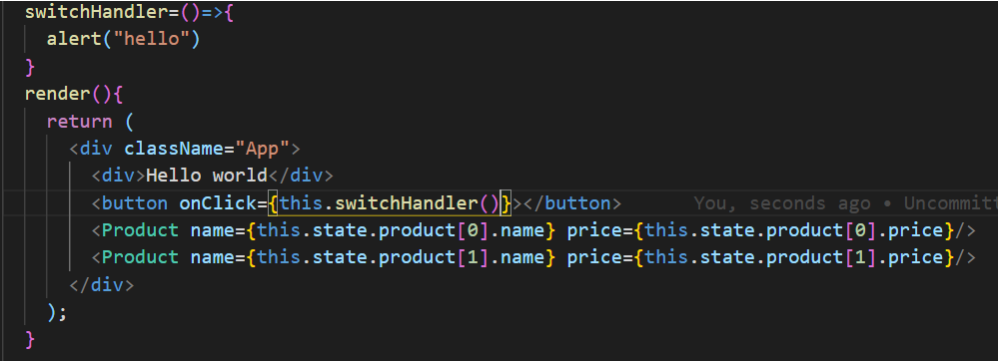 switchHandler=()=>{
alert("hello")
}
render(){
return (
<div className="App">
<div>Hello world</div>
<button onClick={this.switchHandler()}></button> You, seconds ago • Uncommitt
<Product name={this.state.product[0].name} price={this.state.product[0].price}/>
<Product name={this.state.product[1].name} price={this.state.product[1].price}/>
</div>
);
}